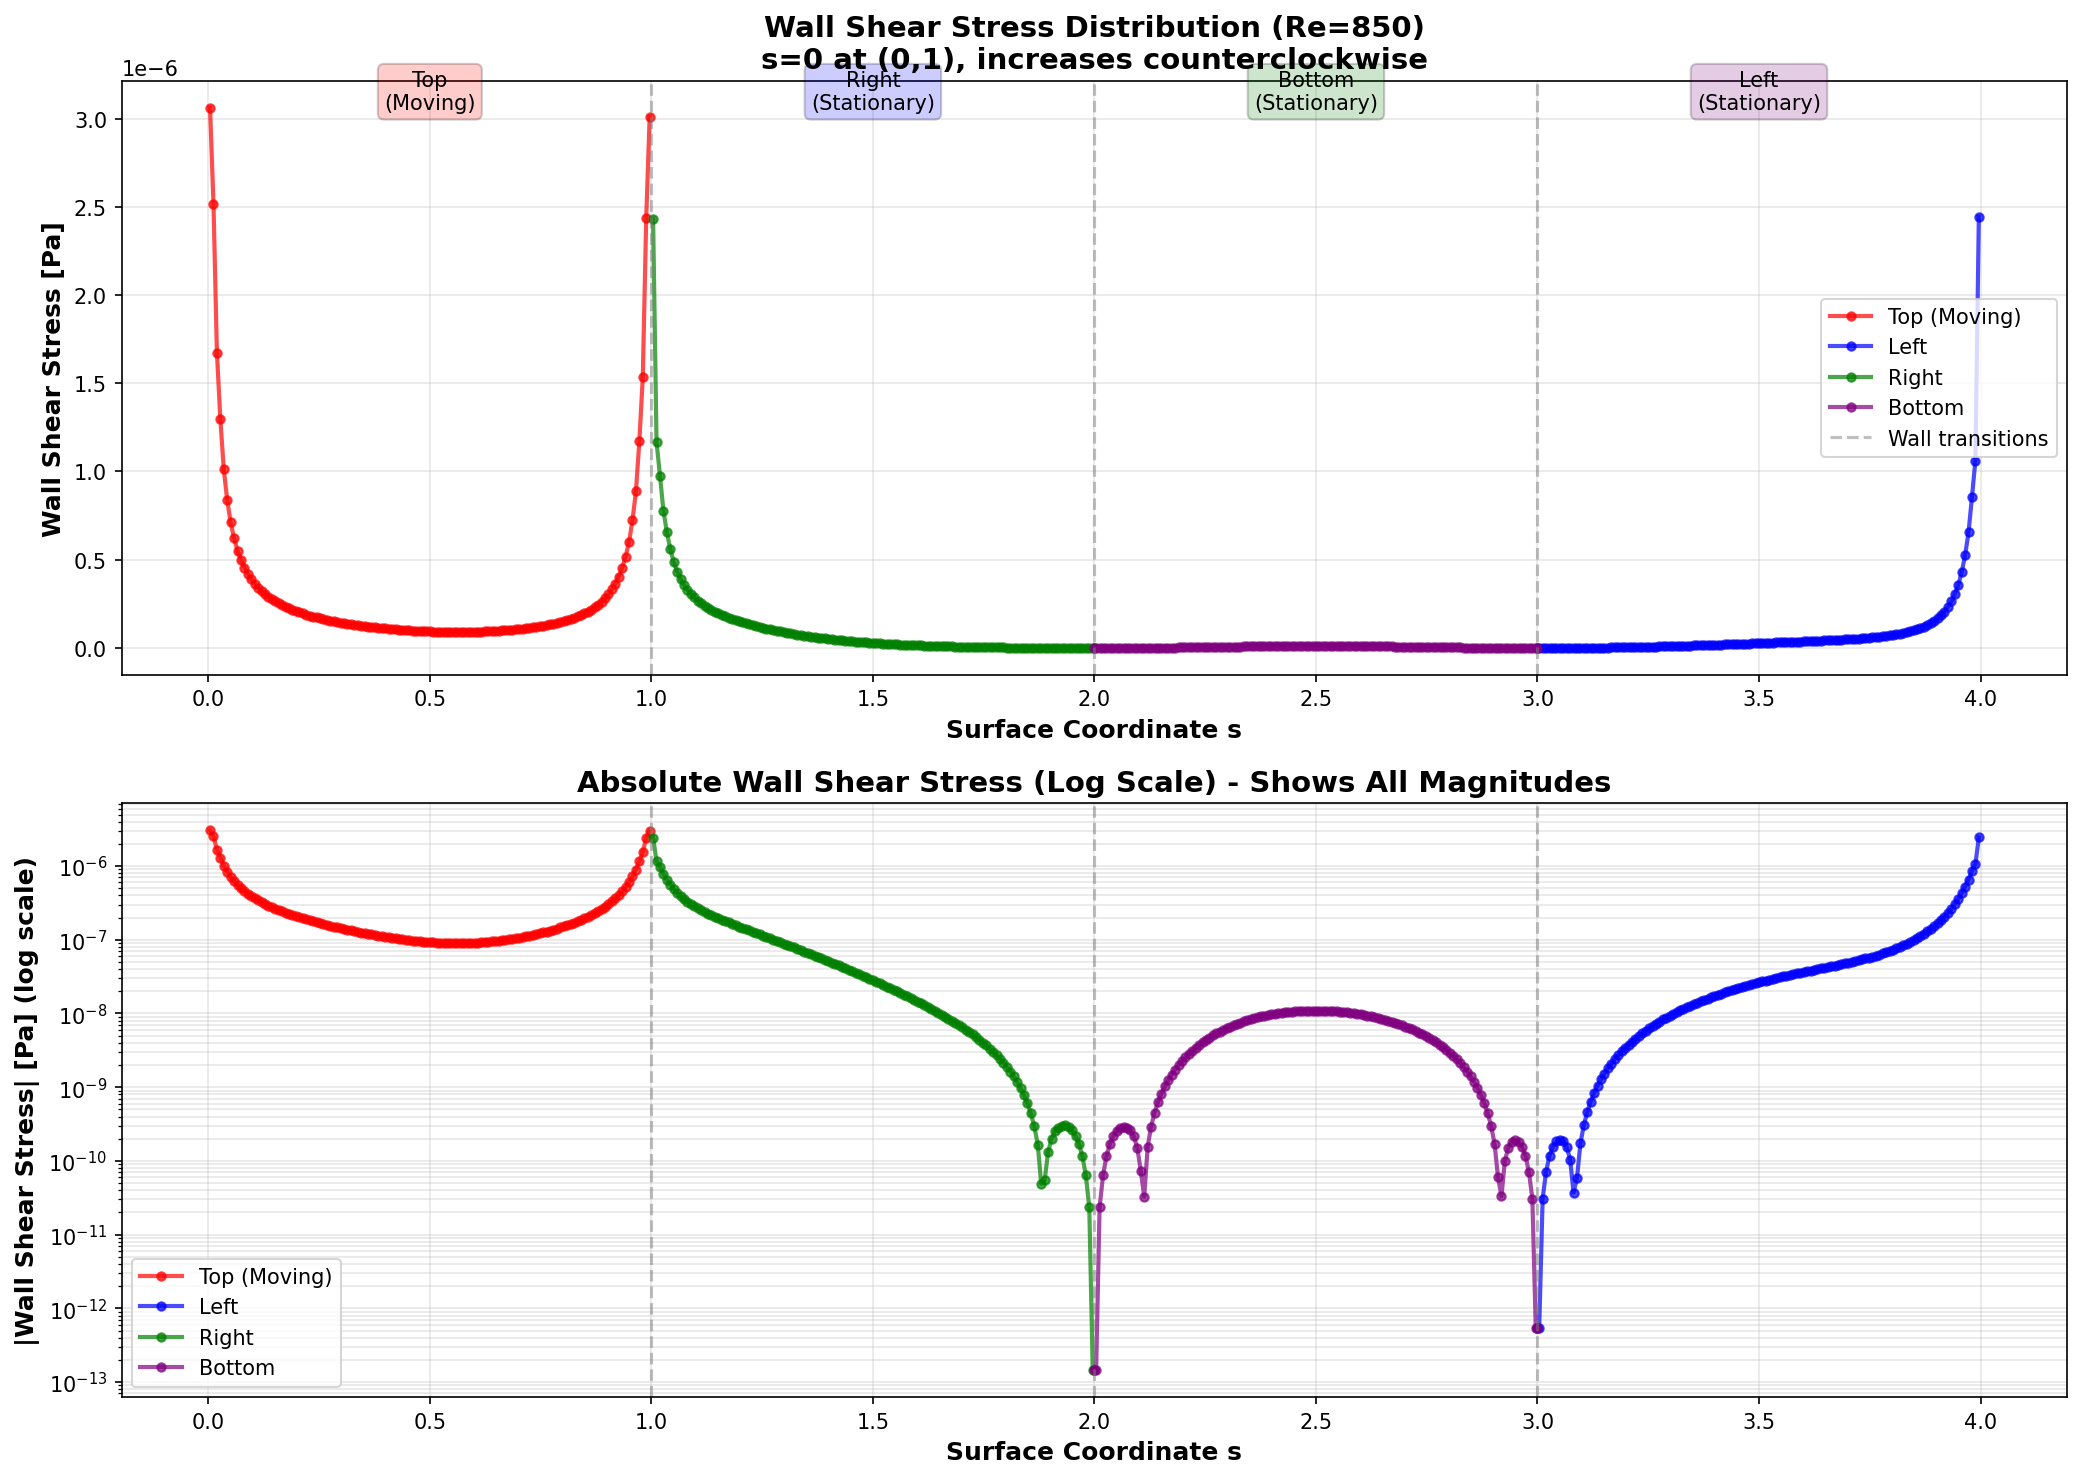 Wall Shear Stress Distribution (Re=850)
s=0 at (0,1), increases counterclockwise
1e−6
Top
(Moving)
Right
(Stationary)
Bottom
(Stationary)
Left
(Stationary)
Wall Shear Stress [Pa]
3.0
2.5
2.0
1.5
1.0
0.5
0.0
Top (Moving)
Left
Right
Bottom
Wall transitions
0.0 0.5 1.0 1.5 2.0 2.5 3.0 3.5 4.0
Surface Coordinate s
Absolute Wall Shear Stress (Log Scale) - Shows All Magnitudes
|Wall Shear Stress| [Pa] (log scale)
10⁻⁶
10⁻⁷
10⁻⁸
10⁻⁹
10⁻¹⁰
10⁻¹¹
10⁻¹²
10⁻¹³
Top (Moving)
Left
Right
Bottom
0.0 0.5 1.0 1.5 2.0 2.5 3.0 3.5 4.0
Surface Coordinate s